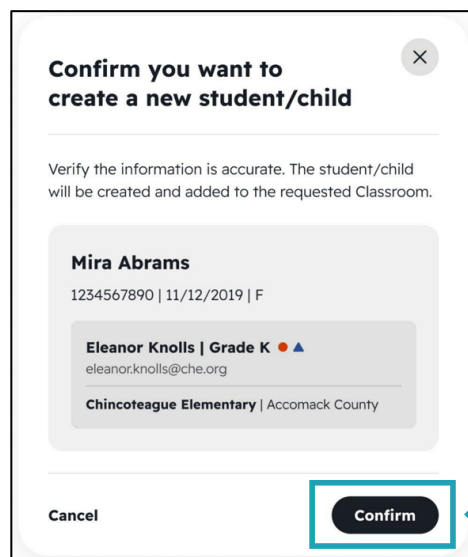 Confirm you want to
create a new student/child
Verify the information is accurate. The student/child
will be created and added to the requested Classroom.
Mira Abrams
1234567890 | 11/12/2019 | F
Eleanor Knolls | Grade K
eleanor.knolls@che.org
Chincoteague Elementary | Accomack County
Cancel
Confirm